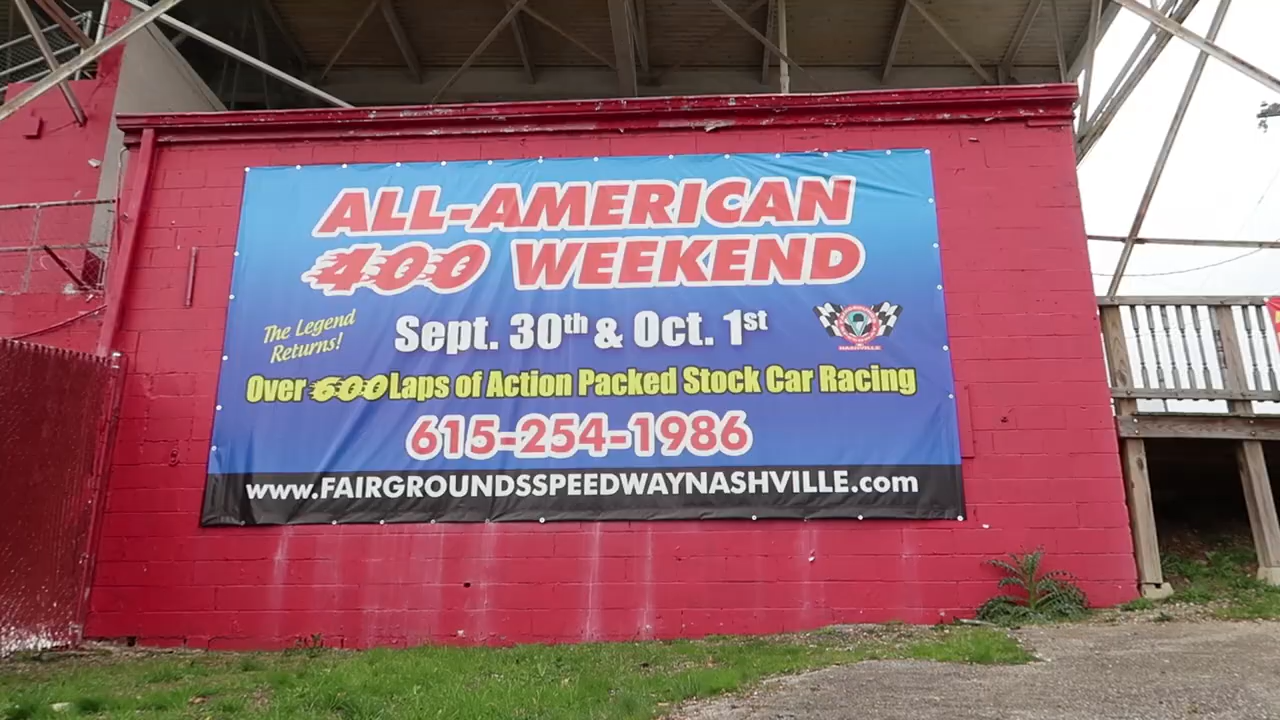 ALL-AMERICAN
400 WEEKEND
The Legend
Returns!
Sept. 30th & Oct. 1st
NASHVILLE
Over 600 Laps of Action Packed Stock Car Racing
615-254-1986
www.FAIRGROUNDSSPEEDWAYNASHVILLE.com